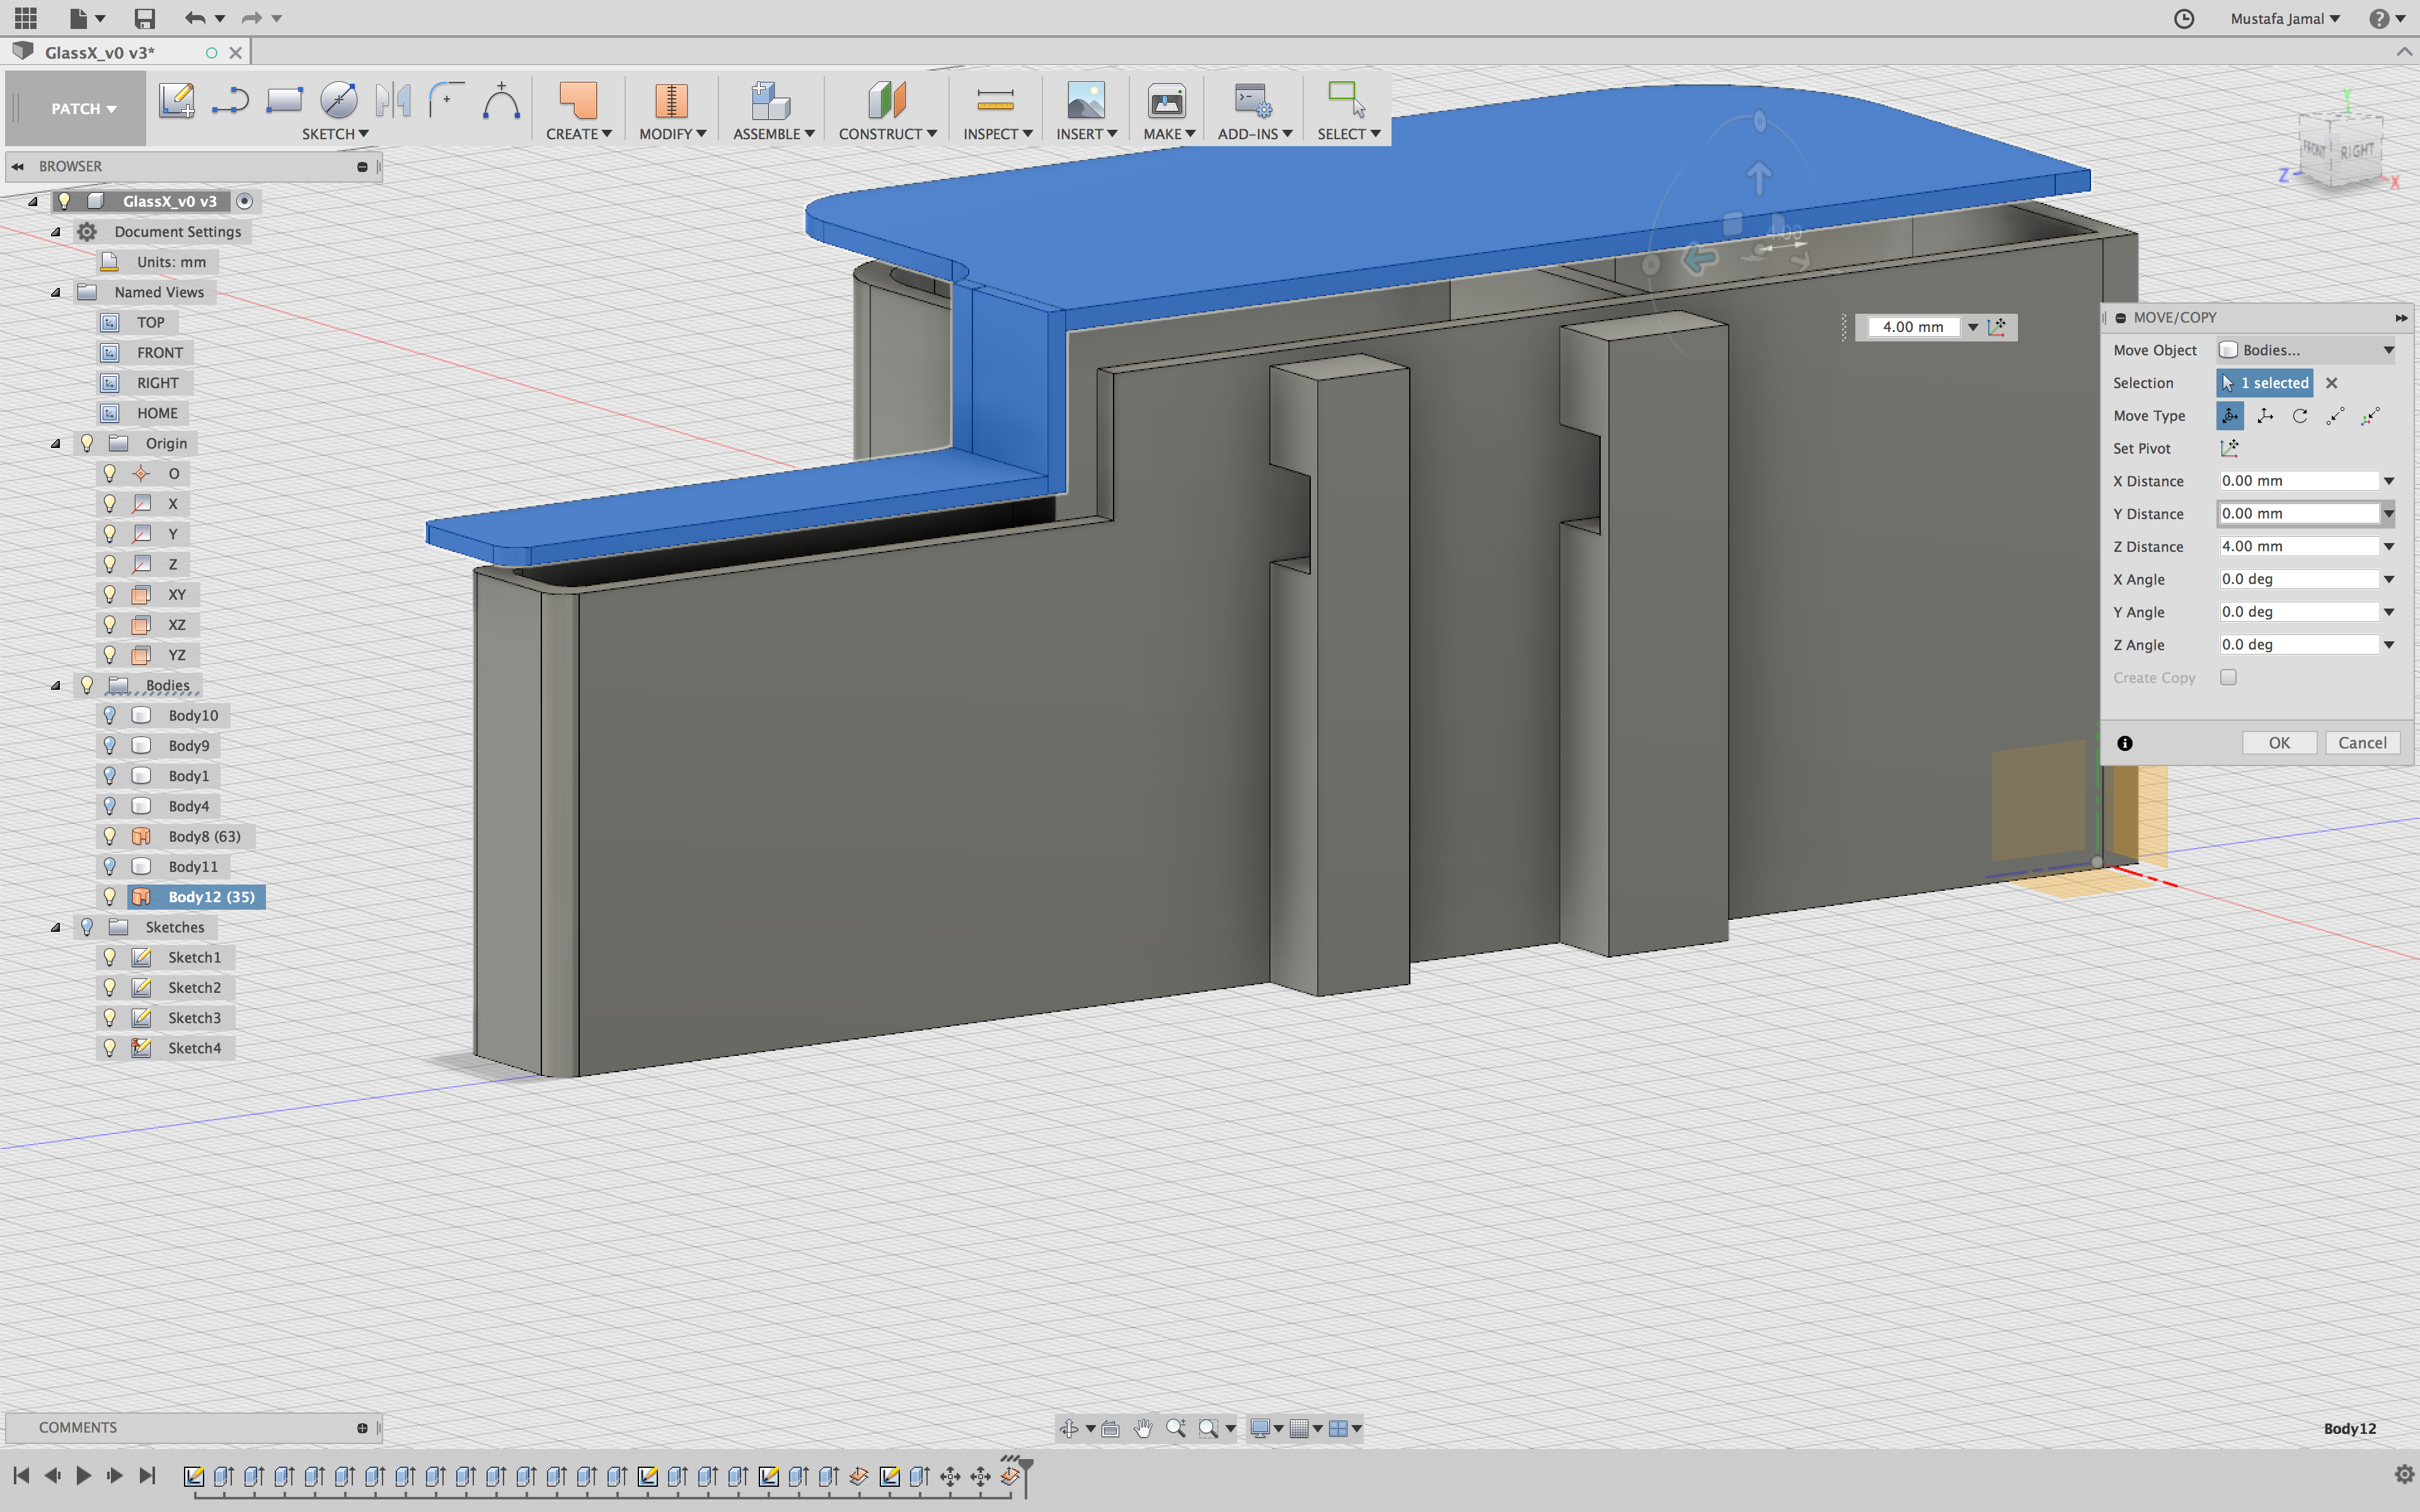 Mustafa Jamal
GlassX_v0 v3*
PATCH
SKETCH
CREATE
MODIFY
ASSEMBLE
CONSTRUCT
INSPECT
INSERT
MAKE
ADD-INS
SELECT
BROWSER
GlassX_v0 v3
Document Settings
Units: mm
Named Views
TOP
FRONT
RIGHT
HOME
Origin
O
X
Y
Z
XY
XZ
YZ
Bodies
Body10
Body9
Body1
Body4
Body8 (63)
Body11
Body12 (35)
Sketches
Sketch1
Sketch2
Sketch3
Sketch4
Y
FRONT
RIGHT
Z
X
4.00
4.00 mm
MOVE/COPY
Move Object Bodies...
Selection 1 selected
Move Type
Set Pivot
X Distance 0.00 mm
Y Distance 0.00 mm
Z Distance 4.00 mm
X Angle 0.0 deg
Y Angle 0.0 deg
Z Angle 0.0 deg
Create Copy
OK Cancel
COMMENTS
Body12